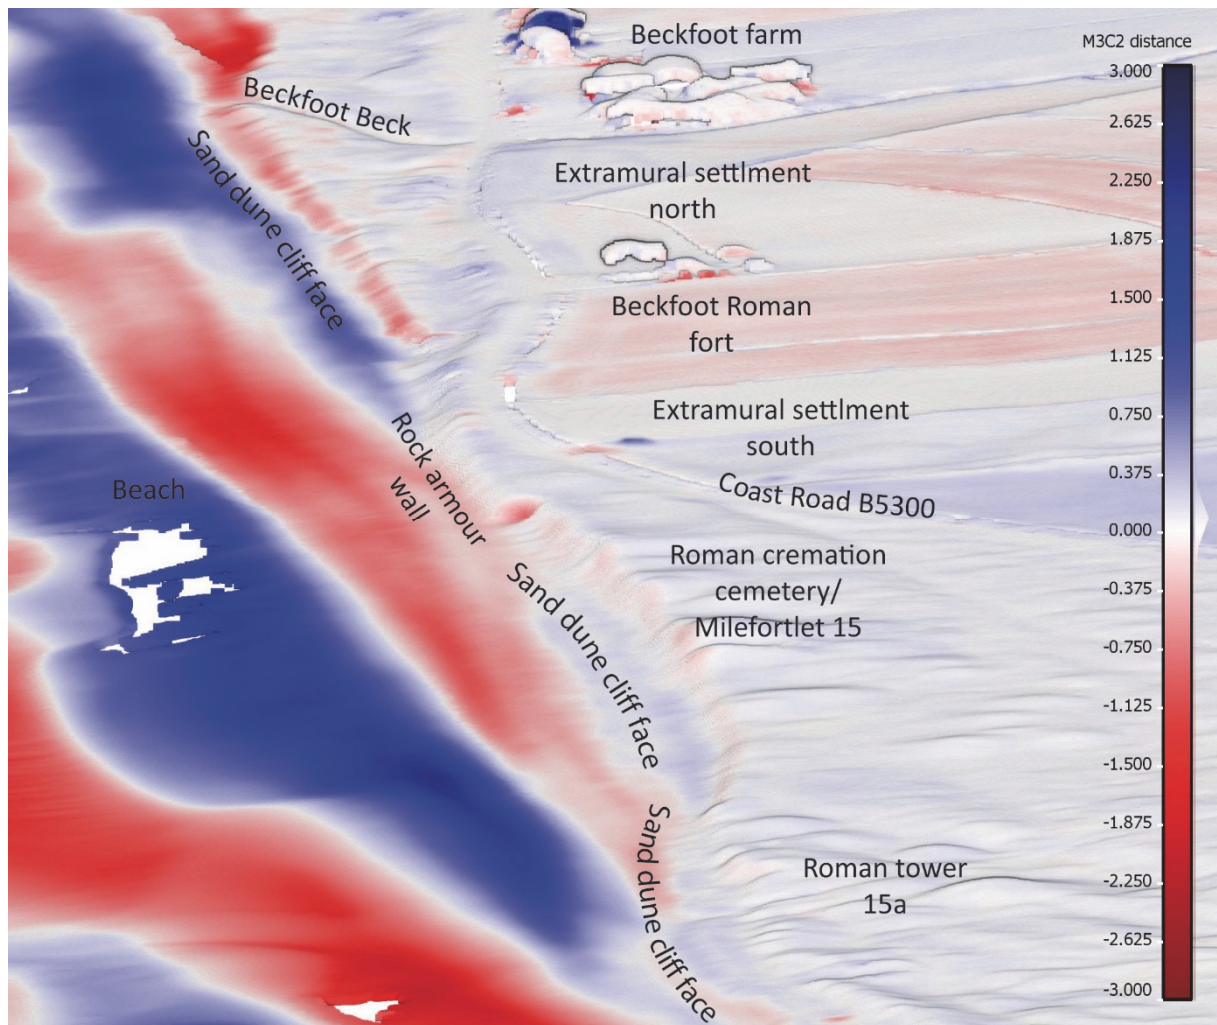 Beckfoot farm
M3C2 distance
3.000
Beckfoot Beck
2.625
Sand dune cliff face
Extramural settlment
north
2.250
1.875
Beckfoot Roman
fort
1.500
1.125
Rock armour
wall
Extramural settlment
south
0.750
0.375
Beach
Coast Road B5300
0.000
Sand dune cliff face
Roman cremation
cemetery/
Milefortlet 15
-0.375
-0.750
-1.125
-1.500
Sand dune cliff face
-1.875
Roman tower
15a
-2.250
-2.625
-3.000